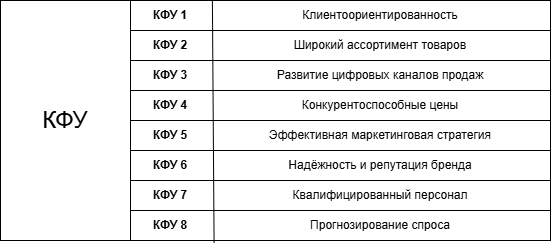 КФУ
КФУ 1 Клиентоориентированность
КФУ 2 Широкий ассортимент товаров
КФУ 3 Развитие цифровых каналов продаж
КФУ 4 Конкурентоспособные цены
КФУ 5 Эффективная маркетинговая стратегия
КФУ 6 Надёжность и репутация бренда
КФУ 7 Квалифицированный персонал
КФУ 8 Прогнозирование спроса